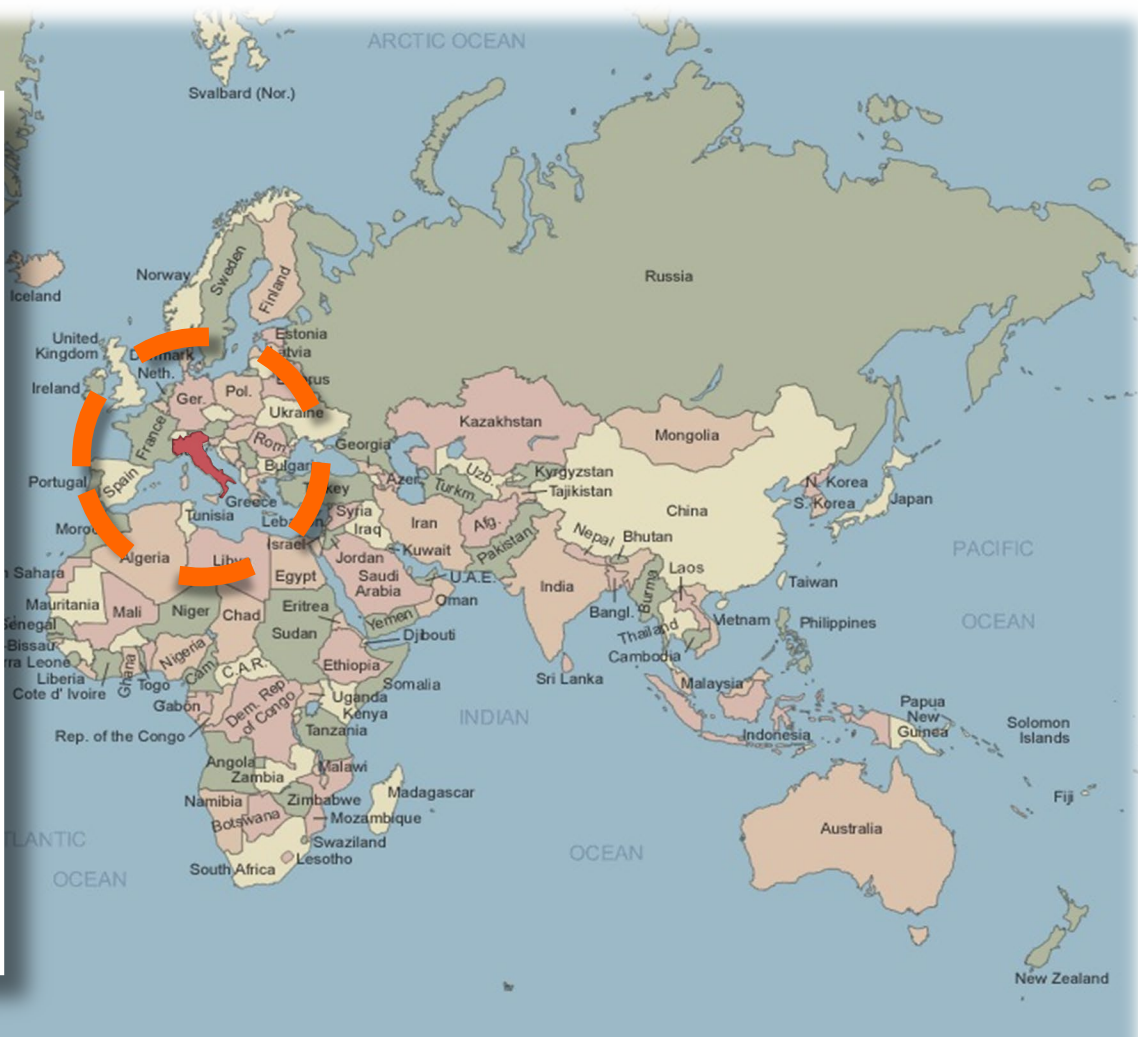 ARCTIC OCEAN
Svalbard (Nor.)
Norway
Sweden
Finland
Russia
Iceland
United
Kingdom
Estonia
Neth.
Ireland
Ger.
Pol.
Ukraine
France
Rom.
Georgia
Kazakhstan
Mongolia
Portugal
Spain
Greece
Tunisia
Azer.
Uzb.
Turkm.
Kyrgyzstan
Tajikistan
China
N. Korea
S. Korea
Japan
Syria
Iraq
Iran
Afg.
Pakistan
Nepal
Bhutan
Israel
Jordan
Kuwait
Algeria
Egypt
Saudi
Arabia
U.A.E.
Oman
India
Bangl.
Burma
Laos
Taiwan
PACIFIC
OCEAN
Sahara
Mauritania
Mali
Niger
Chad
Eritrea
Sudan
Yemen
Djibouti
Thailand
Vietnam
Cambodia
Philippines
-Bissau
Liberia
Cote d' Ivoire
Ghana
Togo
Nigeria
Cam.
C.A.R.
Ethiopia
Somalia
Sri Lanka
Malaysia
Gabon
Dem. Rep
of Congo
Uganda
Kenya
Rep. of the Congo
Tanzania
INDIAN
Indonesia
Papua
New
Guinea
Solomon
Islands
Angola
Zambia
Malawi
Namibia
Botswana
Zimbabwe
Mozambique
Madagascar
Swaziland
Lesotho
South Africa
Australia
Fiji
OCEAN
OCEAN
New Zealand